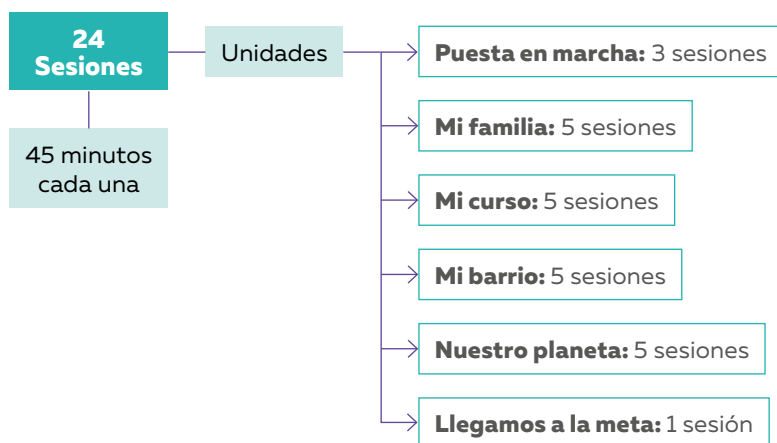 24
Sesiones
45 minutos
cada una
Unidades
Puesta en marcha: 3 sesiones
Mi familia: 5 sesiones
Mi curso: 5 sesiones
Mi barrio: 5 sesiones
Nuestro planeta: 5 sesiones
Llegamos a la meta: 1 sesión